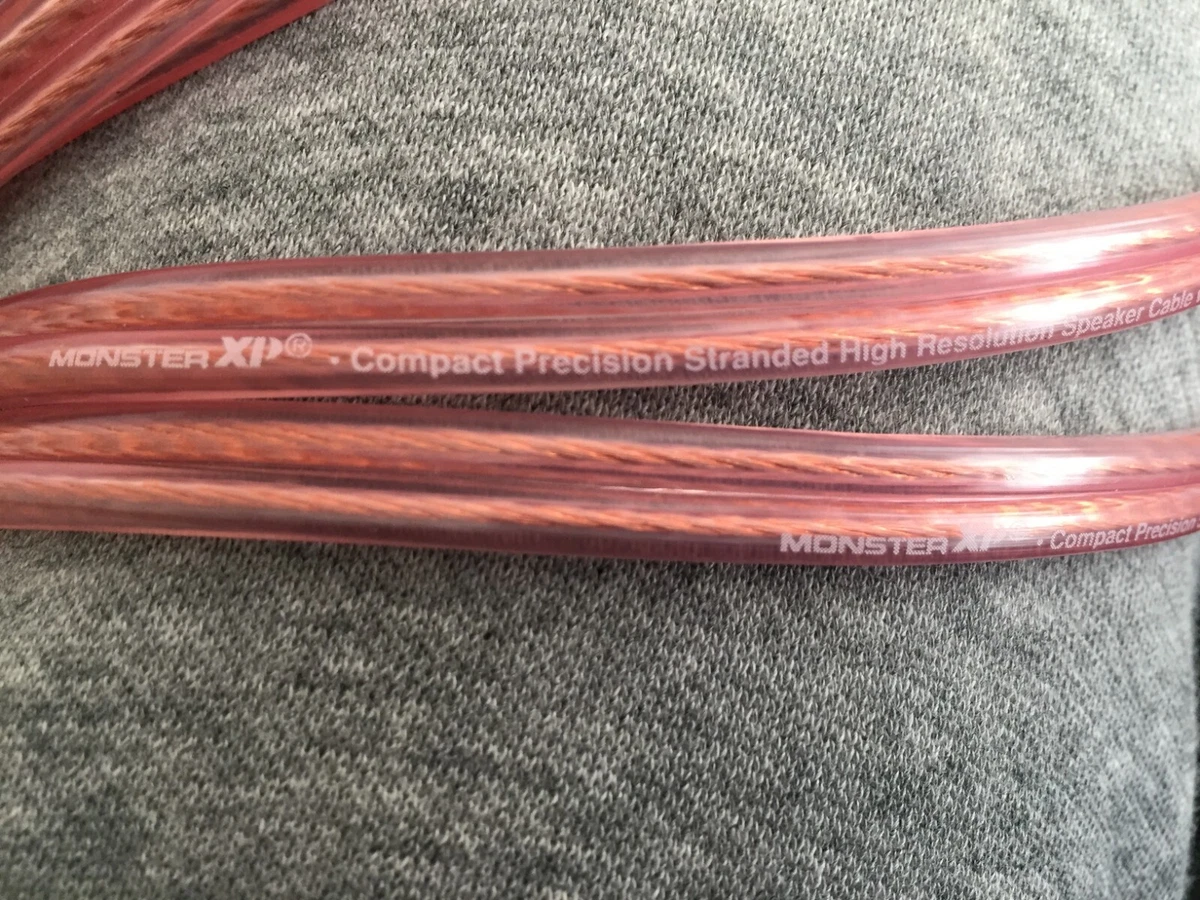 MONSTER XP® • Compact Precision Stranded High Resolution Speaker Cable
MONSTER XP • Compact Precision